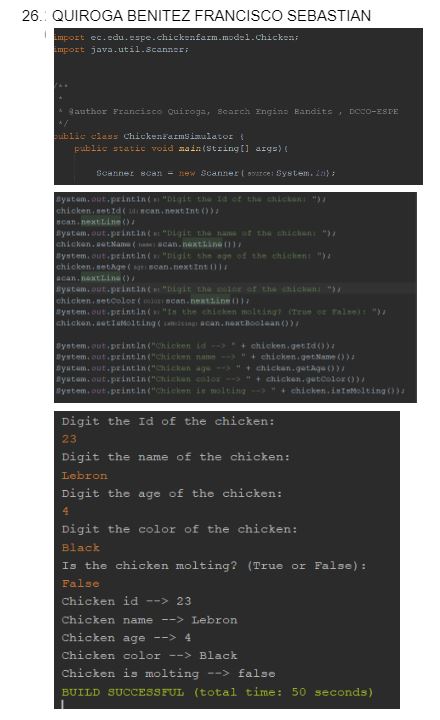 26. QUIROGA BENITEZ FRANCISCO SEBASTIAN
import ec.edu.espe.chickenfarm.model.Chicken;
import java.util.Scanner;
/**
*
* @author Francisco Quiroga, Search Engine Bandits , DCCO-ESPE
*/
public class ChickenFarmSimulator {
public static void main(String[] args){
Scanner scan = new Scanner( source: System.in);
System.out.println( x: "Digit the Id of the chicken: ");
chicken.setId( id: scan.nextInt());
scan.nextLine();
System.out.println( x: "Digit the name of the chicken: ");
chicken.setName( name: scan.nextLine());
System.out.println( x: "Digit the age of the chicken: ");
chicken.setAge( age: scan.nextInt());
scan.nextLine();
System.out.println( x: "Digit the color of the chicken: ");
chicken.setColor( color: scan.nextLine());
System.out.println( x: "Is the chicken molting? (True or False): ");
chicken.setIsMolting( isMolting: scan.nextBoolean());
System.out.println("Chicken id --> " + chicken.getId());
System.out.println("Chicken name --> " + chicken.getName());
System.out.println("Chicken age --> " + chicken.getAge());
System.out.println("Chicken color --> " + chicken.getColor());
System.out.println("Chicken is molting --> " + chicken.isIsMolting());
Digit the Id of the chicken:
23
Digit the name of the chicken:
Lebron
Digit the age of the chicken:
4
Digit the color of the chicken:
Black
Is the chicken molting? (True or False):
False
Chicken id --> 23
Chicken name --> Lebron
Chicken age --> 4
Chicken color --> Black
Chicken is molting --> false
BUILD SUCCESSFUL (total time: 50 seconds)